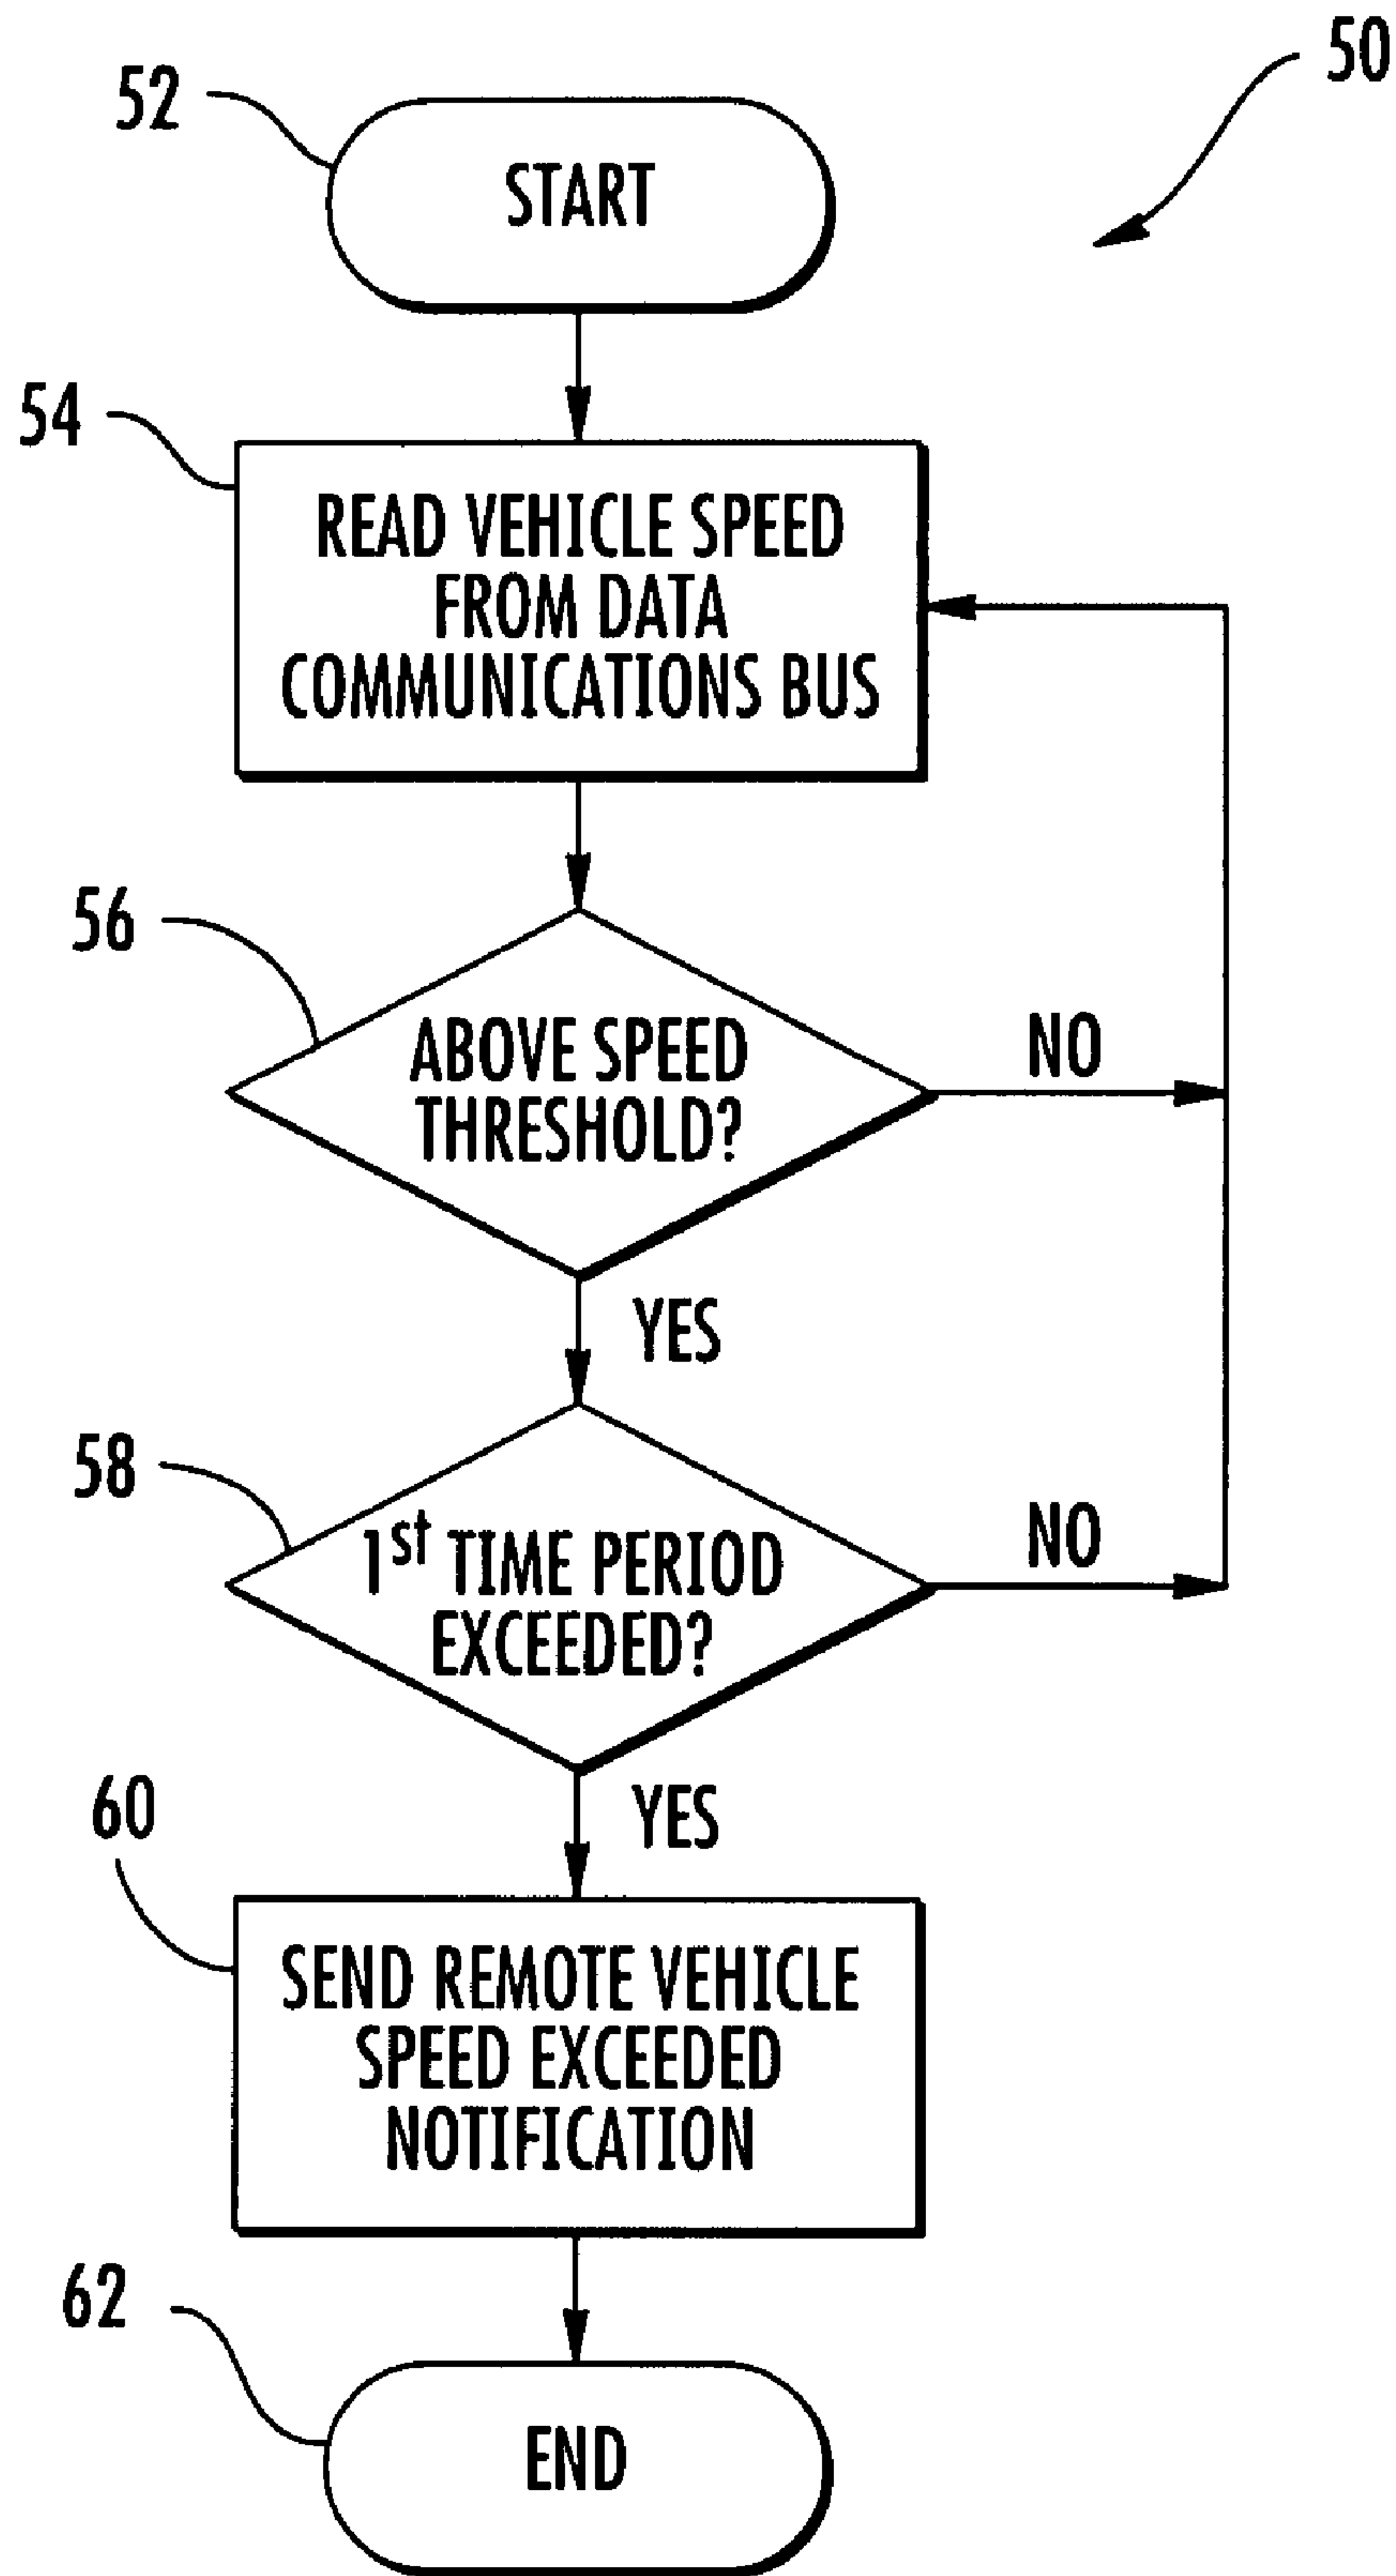 50
52
START
54
READ VEHICLE SPEED
FROM DATA
COMMUNICATIONS BUS
56
ABOVE SPEED
THRESHOLD?
NO
YES
58
1st TIME PERIOD
EXCEEDED?
NO
YES
60
SEND REMOTE VEHICLE
SPEED EXCEEDED
NOTIFICATION
62
END